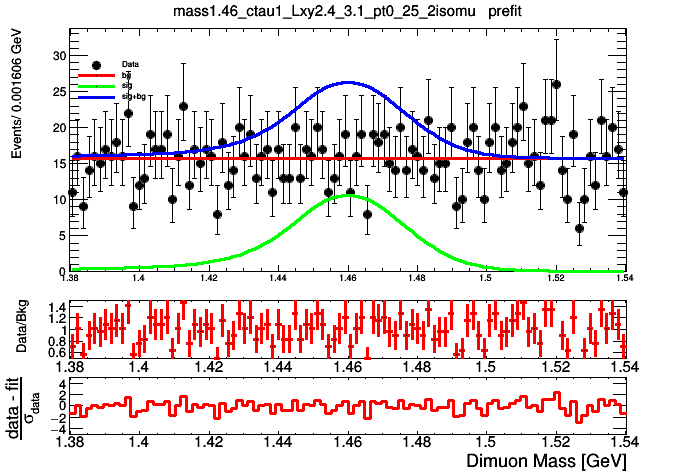 mass1.46_ctau1_Lxy2.4_3.1_pt0_25_2isomu prefit
Events/ 0.001606 GeV
30
25
20
15
10
5
0
Data
bg
sig
sig+bg
1.38 1.4 1.42 1.44 1.46 1.48 1.5 1.52 1.54
Data/Bkg
1.4
1.2
1
0.8
0.6
1.38 1.4 1.42 1.44 1.46 1.48 1.5 1.52 1.54
data - fit
σdata
4
2
0
−2
−4
1.38 1.4 1.42 1.44 1.46 1.48 1.5 1.52 1.54
Dimuon Mass [GeV]